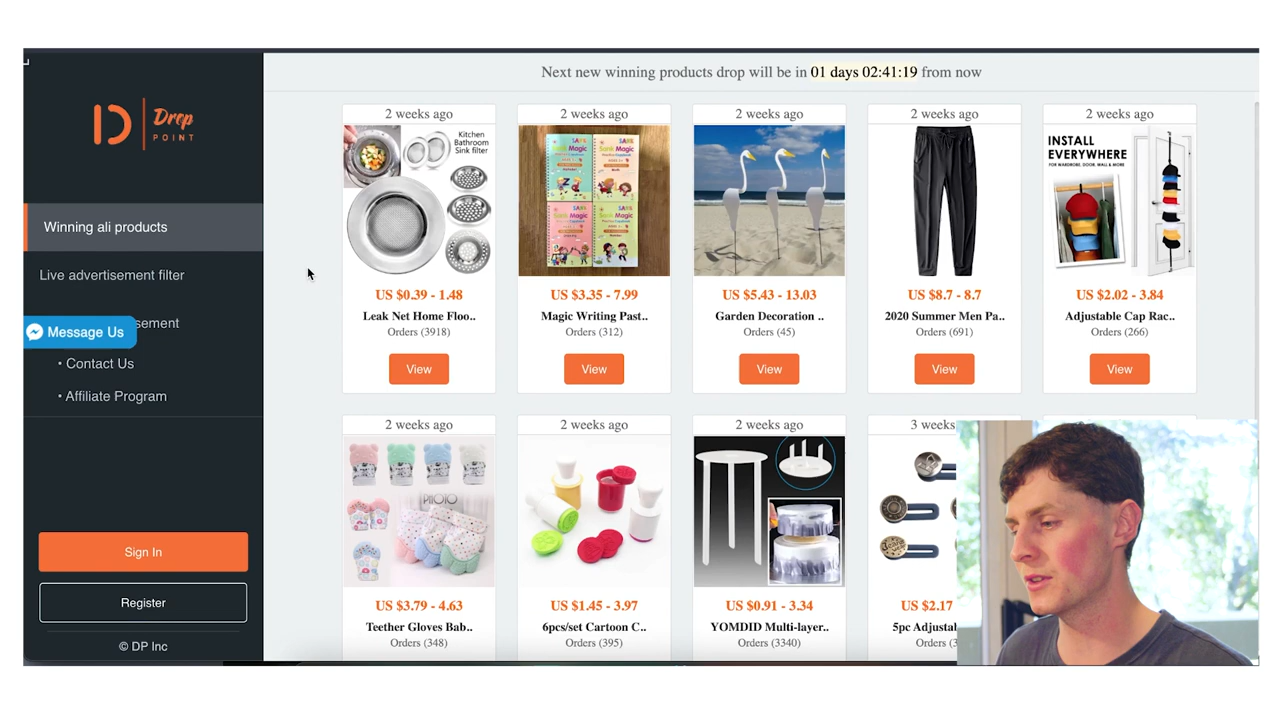 Next new winning products drop will be in 01 days 02:41:19 from now
Drop
POINT
Winning ali products
Live advertisement filter
sement
Message Us
• Contact Us
• Affiliate Program
Sign In
Register
© DP Inc
2 weeks ago
2 weeks ago
2 weeks ago
2 weeks ago
2 weeks ago
Kitchen
Bathroom
Sink filter
INSTALL
EVERYWHERE
FOR WARDROBE, DOOR, WALL & MORE
US $0.39 - 1.48
US $3.35 - 7.99
US $5.43 - 13.03
US $8.7 - 8.7
US $2.02 - 3.84
Leak Net Home Floo..
Magic Writing Past..
Garden Decoration ..
2020 Summer Men Pa..
Adjustable Cap Rac..
Orders (3918)
Orders (312)
Orders (45)
Orders (691)
Orders (266)
View
View
View
View
View
2 weeks ago
2 weeks ago
2 weeks ago
3 weeks
US $3.79 - 4.63
US $1.45 - 3.97
US $0.91 - 3.34
US $2.17
Teether Gloves Bab..
6pcs/set Cartoon C..
YOMDID Multi-layer..
5pc Adjustal
Orders (348)
Orders (395)
Orders (3340)
Orders (3